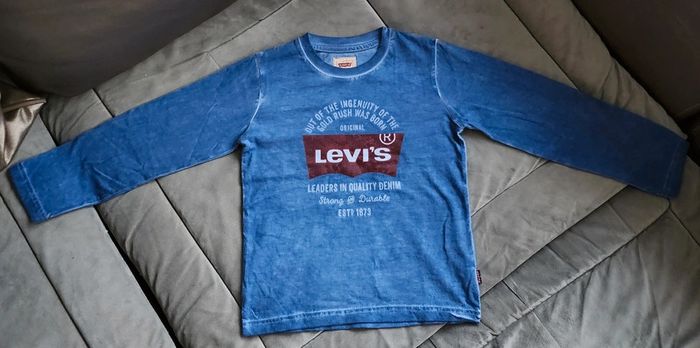 Levi's
OUT OF THE INGENUITY OF THE
GOLD RUSH WAS BORN
ORIGINAL
LEVI'S ®
LEADERS IN QUALITY DENIM
Strong @ Durable
ESTD 1873